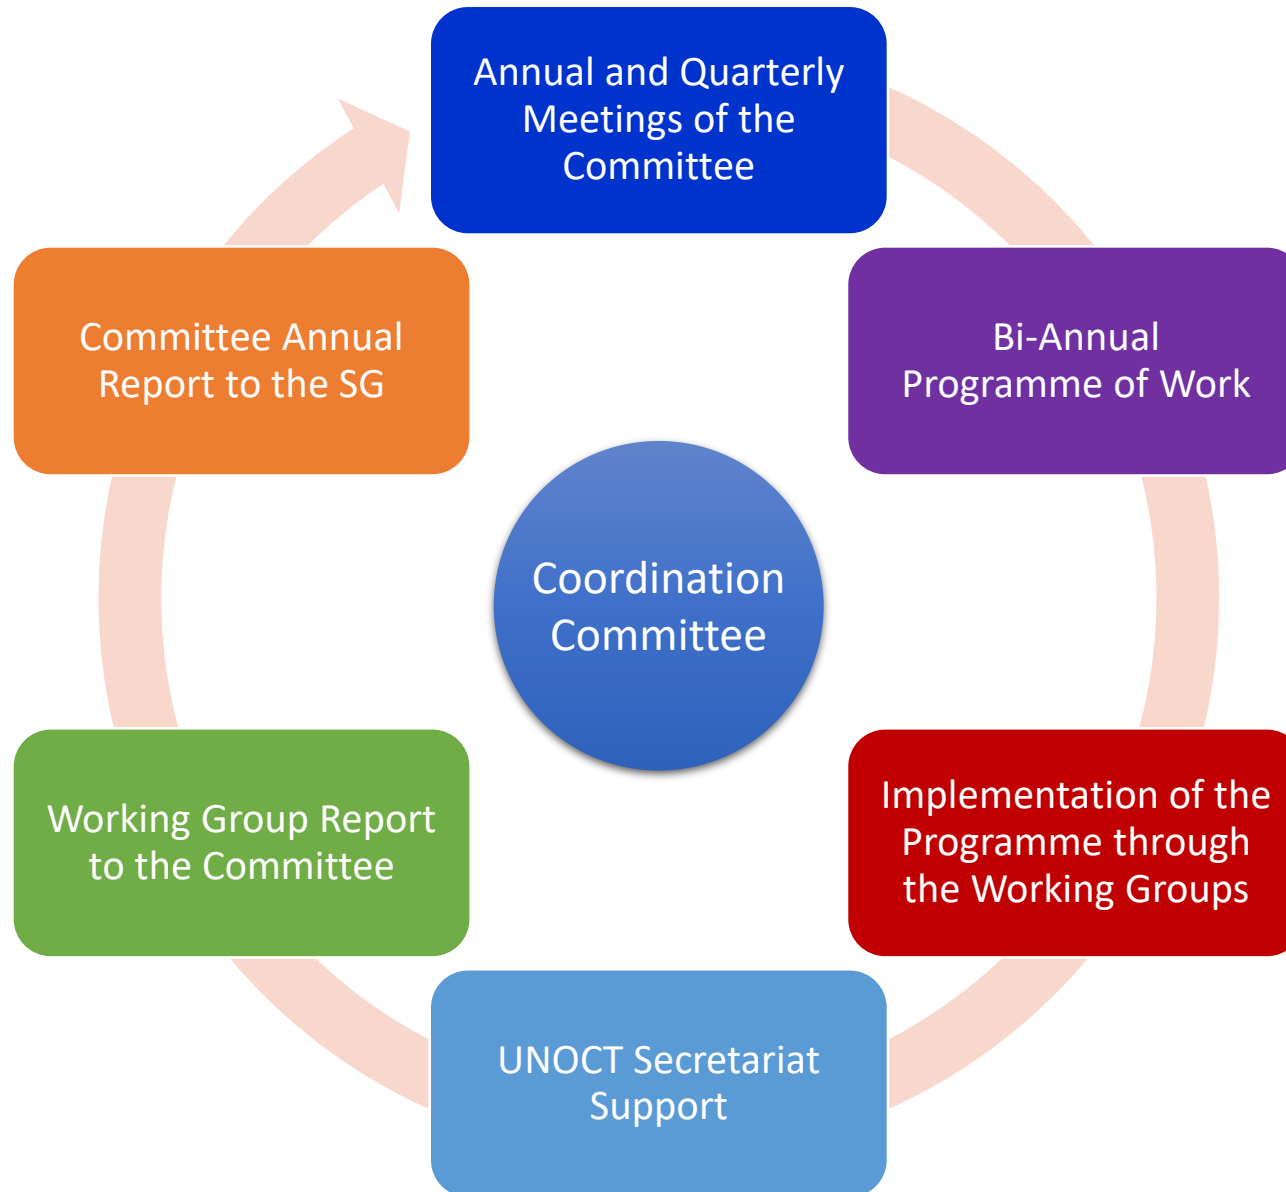 Annual and Quarterly
Meetings of the
Committee
Bi-Annual
Programme of Work
Implementation of the
Programme through
the Working Groups
UNOCT Secretariat
Support
Working Group Report
to the Committee
Committee Annual
Report to the SG
Coordination
Committee